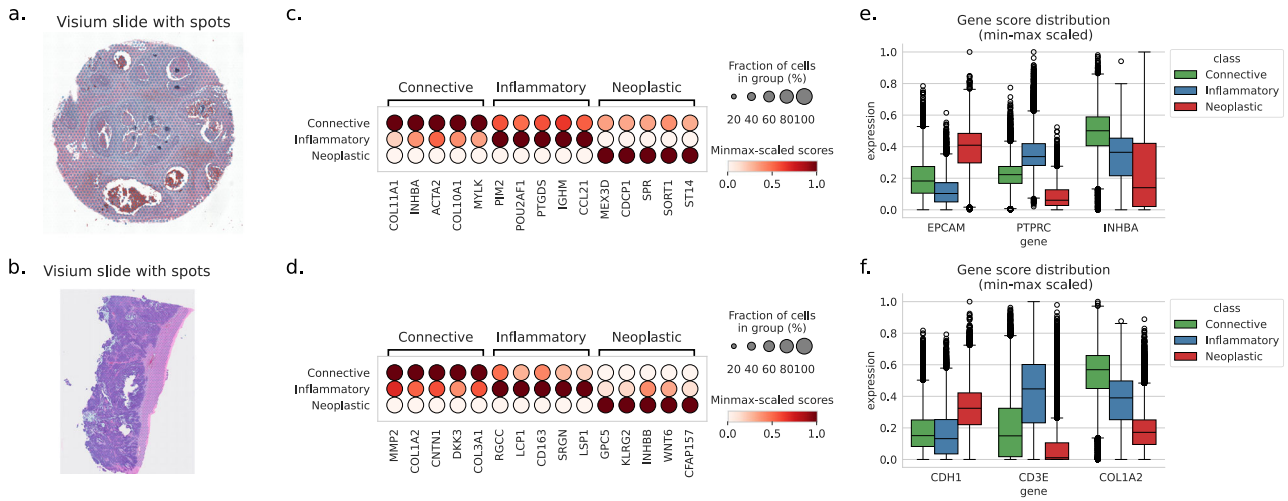 a.
Visium slide with spots
b.
Visium slide with spots
c.
Connective Inflammatory Neoplastic
Connective
Inflammatory
Neoplastic
COL11A1 INHBA ACTA2 COL10A1 MYLK PIM2 POU2AF1 PTGDS IGHM CCL21 MEX3D CDCP1 SPR SORT1 ST14
Fraction of cells
in group (%)
20 40 60 80 100
Minmax-scaled scores
0.0 0.5 1.0
d.
Connective Inflammatory Neoplastic
Connective
Inflammatory
Neoplastic
MMP2 COL1A2 CNTN1 DKK3 COL3A1 RGCC LCP1 CD163 SRGN LSP1 GPC5 KLRG2 INHBB WNT6 CFAP157
Fraction of cells
in group (%)
20 40 60 80 100
Minmax-scaled scores
0.0 0.5 1.0
e.
Gene score distribution
(min-max scaled)
expression
1.0
0.8
0.6
0.4
0.2
0.0
EPCAM PTPRC INHBA
gene
class
Connective
Inflammatory
Neoplastic
f.
Gene score distribution
(min-max scaled)
expression
1.0
0.8
0.6
0.4
0.2
0.0
CDH1 CD3E COL1A2
gene
class
Connective
Inflammatory
Neoplastic